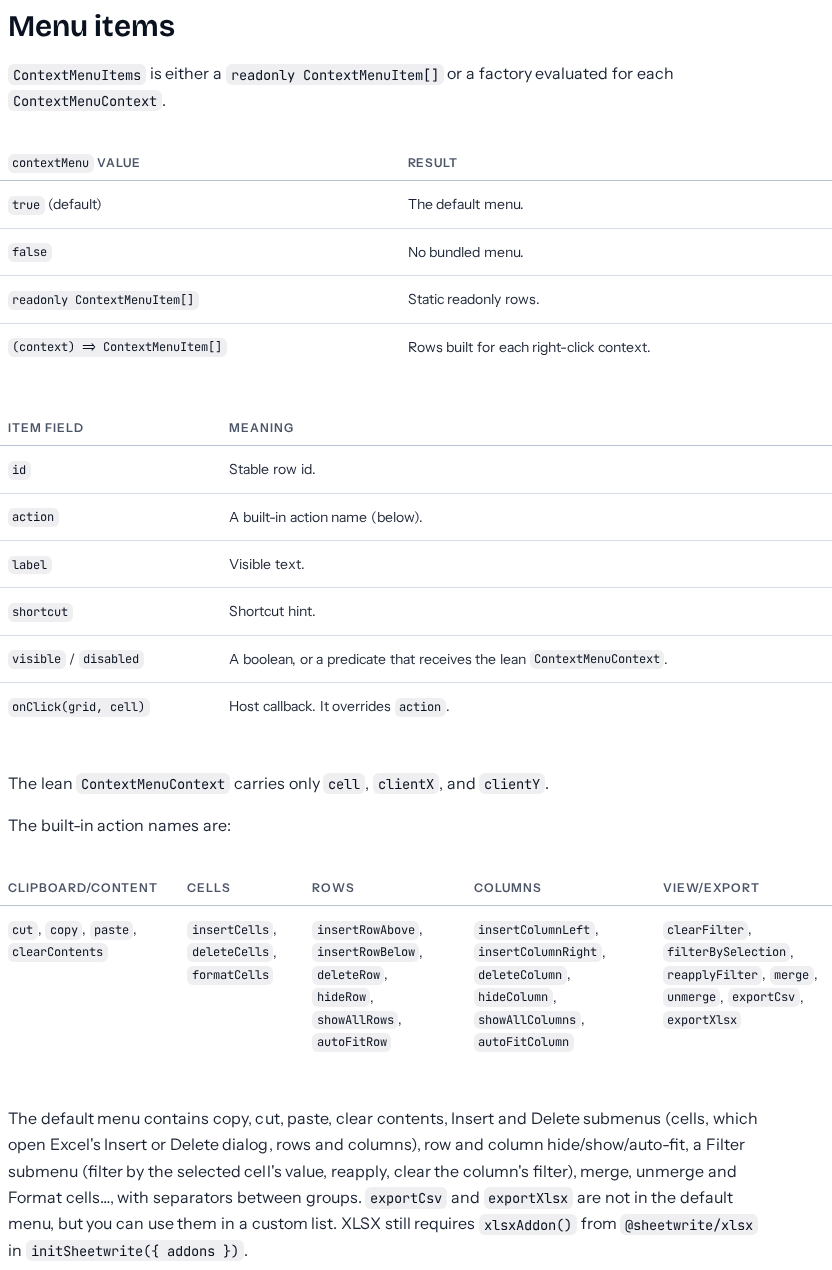 Menu items
ContextMenuItems is either a readonly ContextMenuItem[] or a factory evaluated for each
ContextMenuContext.
contextMenu VALUE RESULT
true (default) The default menu.
false No bundled menu.
readonly ContextMenuItem[] Static readonly rows.
(context) => ContextMenuItem[] Rows built for each right-click context.
ITEM FIELD MEANING
id Stable row id.
action A built-in action name (below).
label Visible text.
shortcut Shortcut hint.
visible / disabled A boolean, or a predicate that receives the lean ContextMenuContext.
onClick(grid, cell) Host callback. It overrides action.
The lean ContextMenuContext carries only cell, clientX, and clientY.
The built-in action names are:
CLIPBOARD/CONTENT CELLS ROWS COLUMNS VIEW/EXPORT
cut, copy, paste, insertCells, insertRowAbove, insertColumnLeft, clearFilter,
clearContents deleteCells, insertRowBelow, insertColumnRight, filterBySelection,
formatCells deleteRow, deleteColumn, reapplyFilter, merge,
hideRow, hideColumn, unmerge, exportCsv,
showAllRows, showAllColumns, exportXlsx
autoFitRow autoFitColumn
The default menu contains copy, cut, paste, clear contents, Insert and Delete submenus (cells, which
open Excel's Insert or Delete dialog, rows and columns), row and column hide/show/auto-fit, a Filter
submenu (filter by the selected cell's value, reapply, clear the column's filter), merge, unmerge and
Format cells…, with separators between groups. exportCsv and exportXlsx are not in the default
menu, but you can use them in a custom list. XLSX still requires xlsxAddon() from @sheetwrite/xlsx
in initSheetwrite({ addons }).